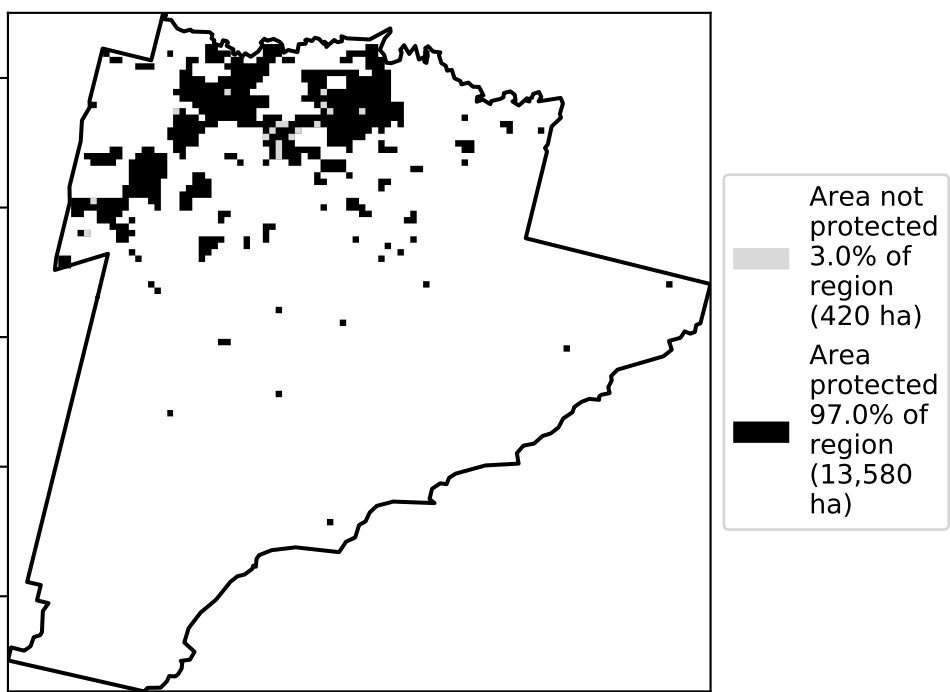 Area not
protected
3.0% of
region
(420 ha)
Area
protected
97.0% of
region
(13,580
ha)